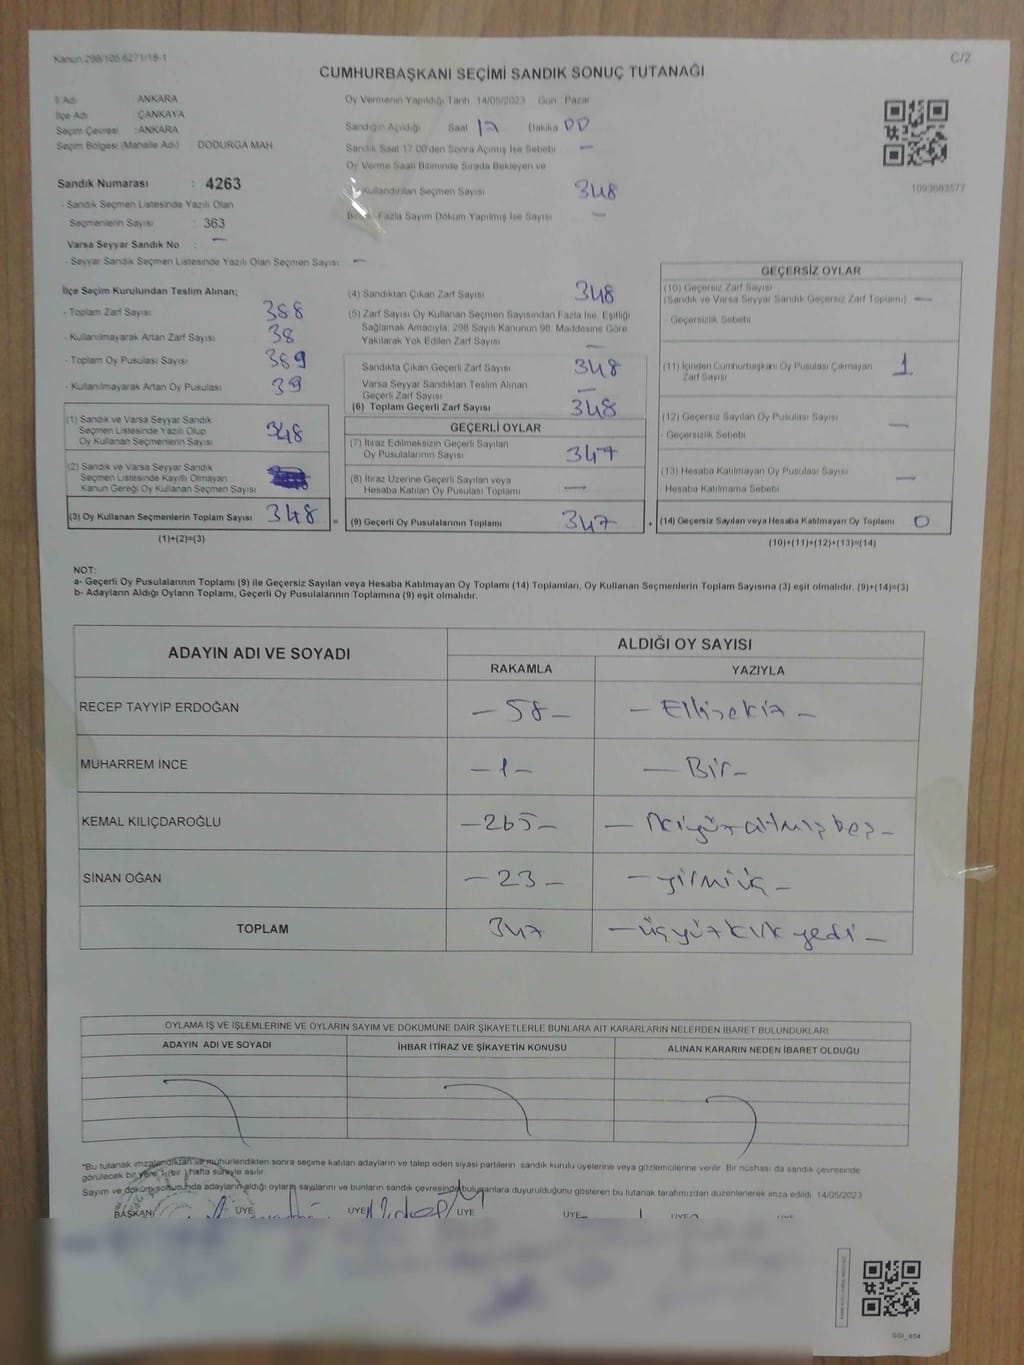 Kanun:298/105,6271/18-1
C/2
CUMHURBAŞKANI SEÇİMİ SANDIK SONUÇ TUTANAĞI
İl Adı ANKARA
İlçe Adı ÇANKAYA
Seçim Çevresi : ANKARA
Seçim Bölgesi (Mahalle Adı) DODURGA MAH
Sandık Numarası : 4263
- Sandık Seçmen Listesinde Yazılı Olan
Seçmenlerin Sayısı : 363
Varsa Seyyar Sandık No : —
- Seyyar Sandık Seçmen Listesinde Yazılı Olan Seçmen Sayısı —
Oy Vermenin Yapıldığı Tarih 14/05/2023 Gün Pazar
Sandığın Açıldığı Saat 17 Dakika 00
Sandık Saat 17:00'den Sonra Açımış İse Sebebi —
Oy Verme Saati Bitiminde Sırada Bekleyen ve
Kullandırılan Seçmen Sayısı 348
Fazla Sayım Döküm Yapılmış İse Sayısı —
1093683577
İlçe Seçim Kurulundan Teslim Alınan;
- Toplam Zarf Sayısı 388
- Kullanılmayarak Artan Zarf Sayısı 38
- Toplam Oy Pusulası Sayısı 389
- Kullanılmayarak Artan Oy Pusulası 39
(1) Sandık ve Varsa Seyyar Sandık
Seçmen Listesinde Yazılı Olup
Oy Kullanan Seçmenlerin Sayısı 348
(2) Sandık ve Varsa Seyyar Sandık
Seçmen Listesinde Kayıtlı Olmayan
Kanun Gereği Oy Kullanan Seçmen Sayısı
(3) Oy Kullanan Seçmenlerin Toplam Sayısı 348 =
(1)+(2)=(3)
(4) Sandıktan Çıkan Zarf Sayısı 348
(5) Zarf Sayısı Oy Kullanan Seçmen Sayısından Fazla İse, Eşitliği
Sağlamak Amacıyla, 298 Sayılı Kanunun 98. Maddesine Göre
Yakılarak Yok Edilen Zarf Sayısı —
Sandıkta Çıkan Geçerli Zarf Sayısı 348
Varsa Seyyar Sandıktan Teslim Alınan
Geçerli Zarf Sayısı —
(6) Toplam Geçerli Zarf Sayısı 348
GEÇERLİ OYLAR
(7) İtiraz Edilmeksizin Geçerli Sayılan
Oy Pusulalarının Sayısı 347
(8) İtiraz Üzerine Geçerli Sayılan veya
Hesaba Katılan Oy Pusulası Toplamı —
(9) Geçerli Oy Pusulalarının Toplamı 347 +
GEÇERSİZ OYLAR
(10) Geçersiz Zarf Sayısı
(Sandık ve Varsa Seyyar Sandık Geçersiz Zarf Toplamı) —
- Geçersizlik Sebebi
(11) İçinden Cumhurbaşkanı Oy Pusulası Çıkmayan
Zarf Sayısı 1
(12) Geçersiz Sayılan Oy Pusulası Sayısı —
- Geçersizlik Sebebi
(13) Hesaba Katılmayan Oy Pusulası Sayısı —
Hesaba Katılmama Sebebi
(14) Geçersiz Sayılan veya Hesaba Katılmayan Oy Toplamı 0
(10)+(11)+(12)+(13)=(14)
NOT:
a- Geçerli Oy Pusulalarının Toplamı (9) ile Geçersiz Sayılan veya Hesaba Katılmayan Oy Toplamı (14) Toplamları, Oy Kullanan Seçmenlerin Toplam Sayısına (3) eşit olmalıdır. (9)+(14)=(3)
b- Adayların Aldığı Oyların Toplamı, Geçerli Oy Pusulalarının Toplamına (9) eşit olmalıdır.
ADAYIN ADI VE SOYADI
ALDIĞI OY SAYISI
RAKAMLA YAZIYLA
RECEP TAYYİP ERDOĞAN — 58 — — Ellisekiz —
MUHARREM İNCE — 1 — — Bir —
KEMAL KILIÇDAROĞLU — 265 — — İkiyüzaltmışbeş —
SİNAN OĞAN — 23 — — yirmiüç —
TOPLAM 347 — üçyüzkırkyedi —
OYLAMA İŞ VE İŞLEMLERİNE VE OYLARIN SAYIM VE DÖKÜMÜNE DAİR ŞİKAYETLERLE BUNLARA AİT KARARLARIN NELERDEN İBARET BULUNDUKLARI
ADAYIN ADI VE SOYADI İHBAR İTİRAZ VE ŞİKAYETİN KONUSU ALINAN KARARIN NEDEN İBARET OLDUĞU
*Bu tutanak imzalandıktan ve mühürlendikten sonra seçime katılan adayların ve talep eden siyasi partilerin sandık kurulu üyelerine veya gözlemcilerine verilir. Bir nüshası da sandık çevresinde
görülecek bir yere 1 (bir) hafta süreyle asılır.
Sayım ve döküm sonucunda adayların aldığı oyların sayılarını ve bunların sandık çevresinde bulunanlara duyurulduğunu gösteren bu tutanak tarafımızdan düzenlenerek imza edildi. 14/05/2023
BAŞKAN ÜYE ÜYE ÜYE ÜYE ÜYE ÜYE